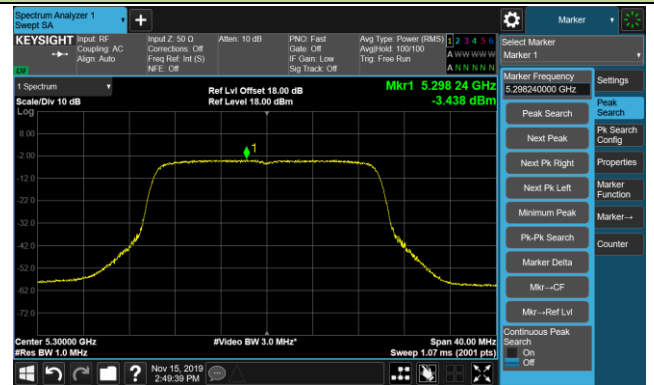 Spectrum Analyzer 1
Swept SA
+
Marker
KEYSIGHT
Input: RF
Coupling: AC
Align: Auto
Input Z: 50 Ω
Corrections: Off
Freq Ref: Int (S)
NFE: Off
Atten: 10 dB
PNO: Fast
Gate: Off
IF Gain: Low
Sig Track: Off
Avg Type: Power (RMS)
Avg|Hold: 100/100
Trig: Free Run
1 2 3 4 5 6
A W W W W W
A N N N N N
LXI
Select Marker
Marker 1
1 Spectrum
Scale/Div 10 dB
Log
Ref Lvl Offset 18.00 dB
Ref Level 18.00 dBm
Mkr1 5.298 24 GHz
-3.438 dBm
8.00
-2.00
-12.0
-22.0
-32.0
-42.0
-52.0
-62.0
-72.0
1
Center 5.30000 GHz
#Res BW 1.0 MHz
#Video BW 3.0 MHz*
Span 40.00 MHz
Sweep 1.07 ms (2001 pts)
Marker Frequency
5.298240000 GHz
Peak Search
Next Peak
Next Pk Right
Next Pk Left
Minimum Peak
Pk-Pk Search
Marker Delta
Mkr→CF
Mkr→Ref Lvl
Continuous Peak
Search
On
Off
Settings
Peak
Search
Pk Search
Config
Properties
Marker
Function
Marker→
Counter
?
Nov 15, 2019
2:49:39 PM